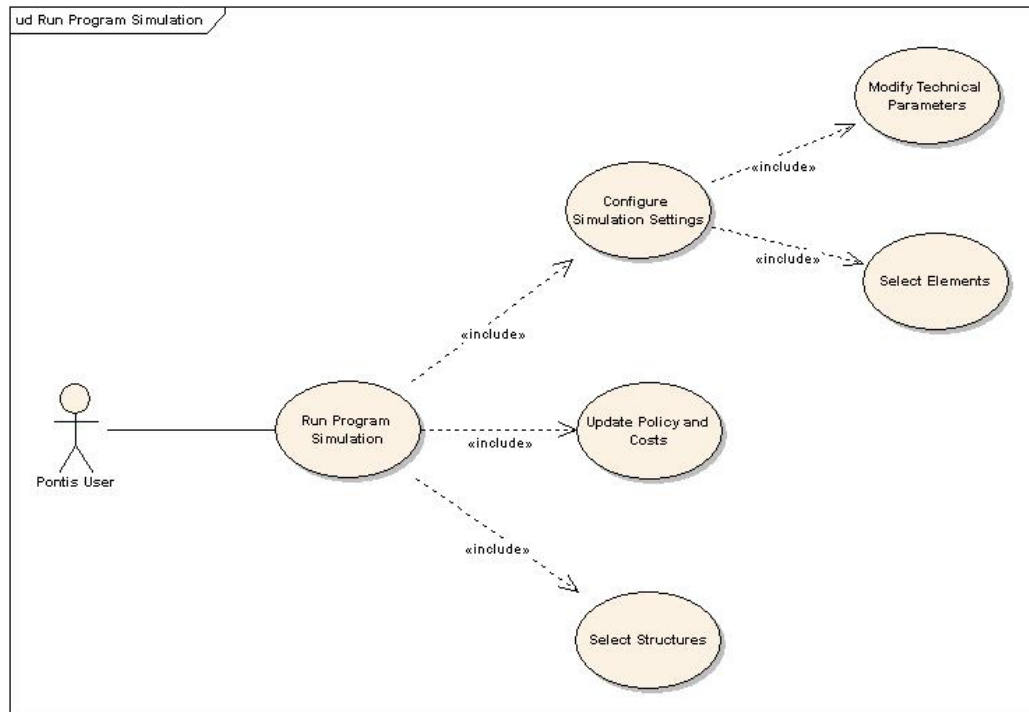 ud Run Program Simulation
Modify Technical
Parameters
«include»
Configure
Simulation Settings
«include»
Select Elements
«include»
Run Program
Simulation
«include»
Update Policy and
Costs
Pontis User
«include»
Select Structures